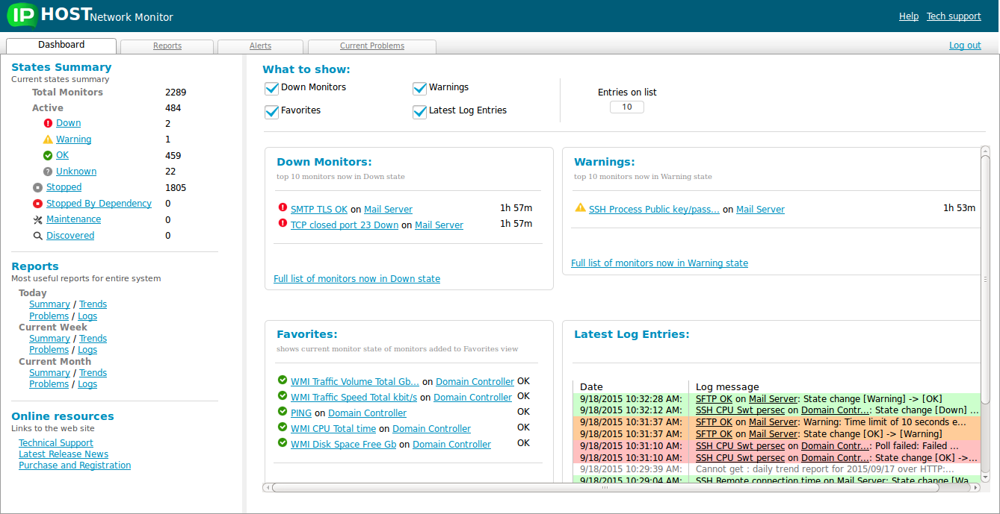 IP HOST Network Monitor
Help Tech support
Dashboard Reports Alerts Current Problems Log out
States Summary
Current states summary
Total Monitors 2289
Active 484
Down 2
Warning 1
OK 459
Unknown 22
Stopped 1805
Stopped By Dependency 0
Maintenance 0
Discovered 0
Reports
Most useful reports for entire system
Today
Summary / Trends
Problems / Logs
Current Week
Summary / Trends
Problems / Logs
Current Month
Summary / Trends
Problems / Logs
Online resources
Links to the web site
Technical Support
Latest Release News
Purchase and Registration
What to show:
Down Monitors Warnings
Favorites Latest Log Entries
Entries on list
10
Down Monitors:
top 10 monitors now in Down state
SMTP TLS OK on Mail Server 1h 57m
TCP closed port 23 Down on Mail Server 1h 57m
Full list of monitors now in Down state
Warnings:
top 10 monitors now in Warning state
SSH Process Public key/pass... on Mail Server 1h 53m
Full list of monitors now in Warning state
Favorites:
shows current monitor state of monitors added to Favorites view
WMI Traffic Volume Total Gb... on Domain Controller OK
WMI Traffic Speed Total kbit/s on Domain Controller OK
PING on Domain Controller OK
WMI CPU Total time on Domain Controller OK
WMI Disk Space Free Gb on Domain Controller OK
Latest Log Entries:
Date Log message
9/18/2015 10:32:28 AM: SFTP OK on Mail Server: State change [Warning] -> [OK]
9/18/2015 10:32:12 AM: SSH CPU Swt persec on Domain Contr...: State change [Down] ...
9/18/2015 10:31:37 AM: SFTP OK on Mail Server: Warning: Time limit of 10 seconds e...
9/18/2015 10:31:37 AM: SFTP OK on Mail Server: State change [OK] -> [Warning]
9/18/2015 10:31:10 AM: SSH CPU Swt persec on Domain Contr...: Poll failed: Failed ...
9/18/2015 10:31:10 AM: SSH CPU Swt persec on Domain Contr...: State change [OK] ->...
9/18/2015 10:29:39 AM: Cannot get : daily trend report for 2015/09/17 over HTTP:...
9/18/2015 10:29:04 AM: SSH Remote connection time on Mail Server: State change [Wa